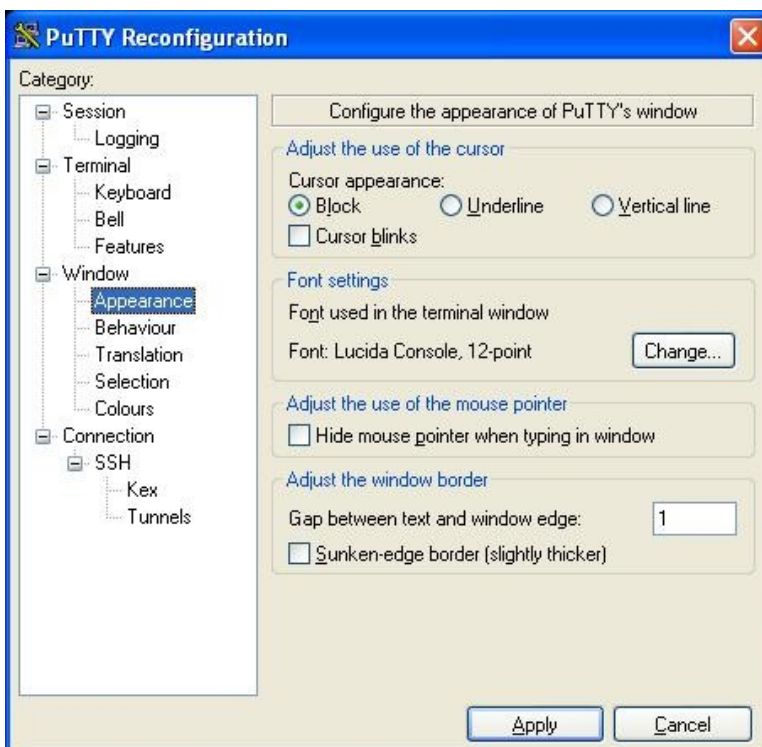 PuTTY Reconfiguration
Category:
Session
Logging
Terminal
Keyboard
Bell
Features
Window
Appearance
Behaviour
Translation
Selection
Colours
Connection
SSH
Kex
Tunnels
Configure the appearance of PuTTY's window
Adjust the use of the cursor
Cursor appearance:
Block Underline Vertical line
Cursor blinks
Font settings
Font used in the terminal window
Font: Lucida Console, 12-point Change...
Adjust the use of the mouse pointer
Hide mouse pointer when typing in window
Adjust the window border
Gap between text and window edge: 1
Sunken-edge border (slightly thicker)
Apply Cancel